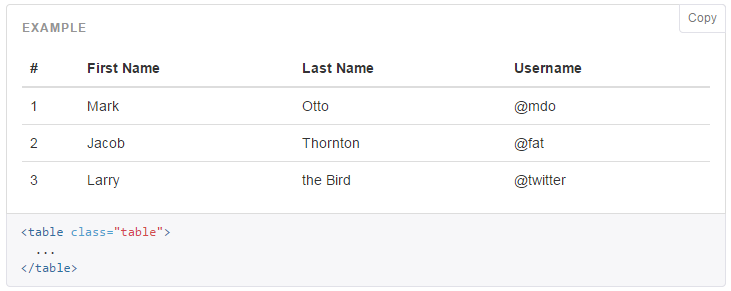 Copy
EXAMPLE
# First Name Last Name Username
1 Mark Otto @mdo
2 Jacob Thornton @fat
3 Larry the Bird @twitter
<table class="table">
  ...
</table>